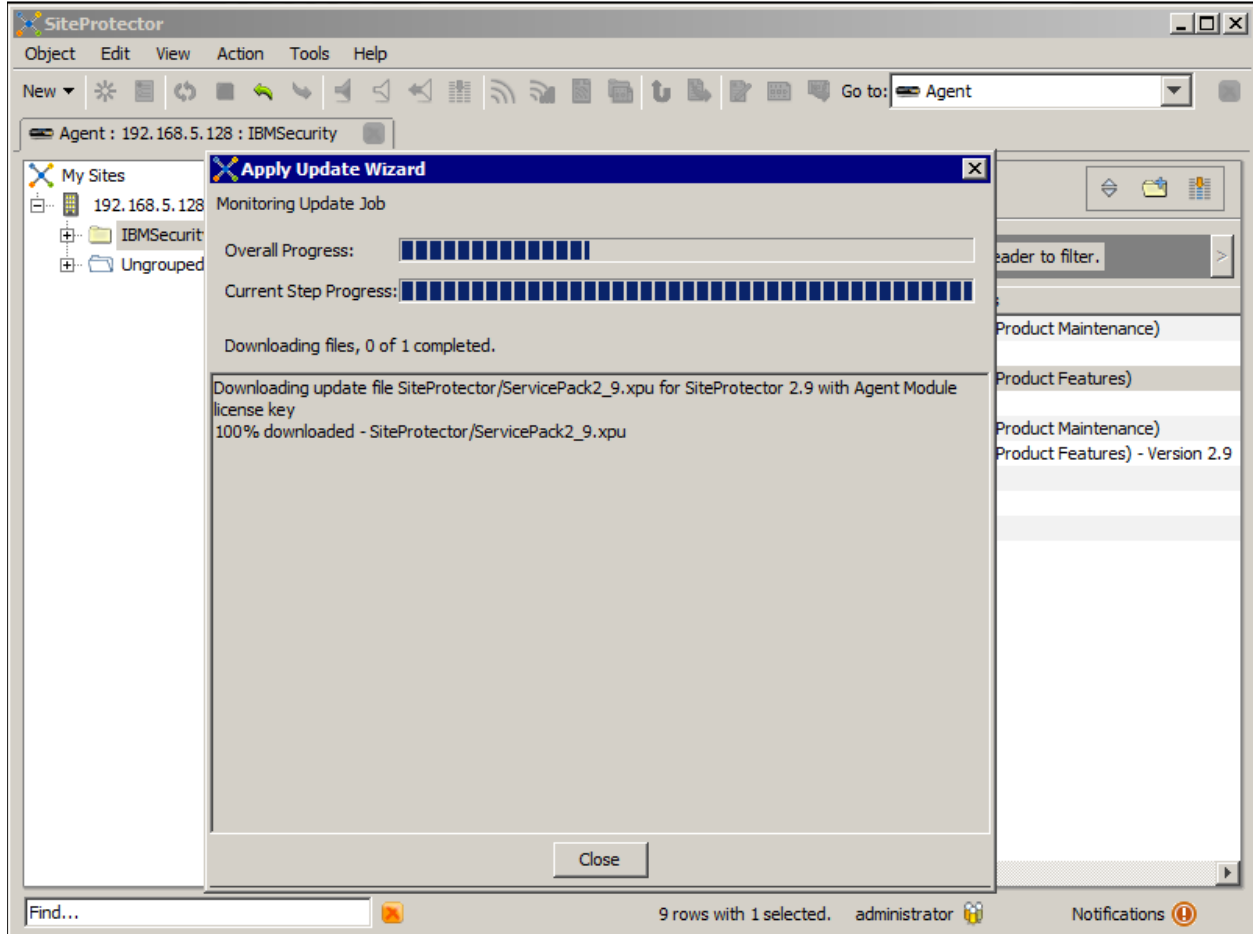 SiteProtector
Object Edit View Action Tools Help
New Go to: Agent
Agent : 192.168.5.128 : IBMSecurity
My Sites
192.168.5.128
IBMSecurit
Ungrouped
Apply Update Wizard
Monitoring Update Job
Overall Progress:
Current Step Progress:
Downloading files, 0 of 1 completed.
Downloading update file SiteProtector/ServicePack2_9.xpu for SiteProtector 2.9 with Agent Module
license key
100% downloaded - SiteProtector/ServicePack2_9.xpu
Close
eader to filter. >
Product Maintenance)
Product Features)
Product Maintenance)
Product Features) - Version 2.9
Find... 9 rows with 1 selected. administrator Notifications